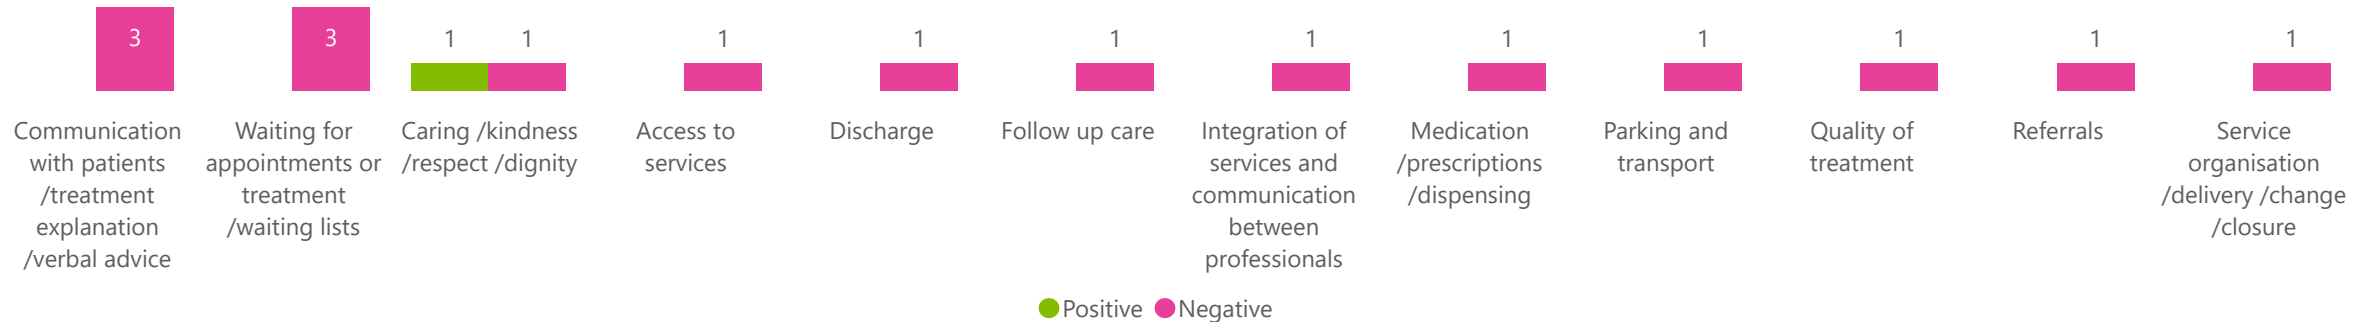 3 3 1 1 1 1 1 1 1 1 1 1 1
Communication
with patients
/treatment
explanation
/verbal advice
Waiting for
appointments or
treatment
/waiting lists
Caring /kindness
/respect /dignity
Access to
services
Discharge
Follow up care
Integration of
services and
communication
between
professionals
Medication
/prescriptions
/dispensing
Parking and
transport
Quality of
treatment
Referrals
Service
organisation
/delivery /change
/closure
Positive Negative